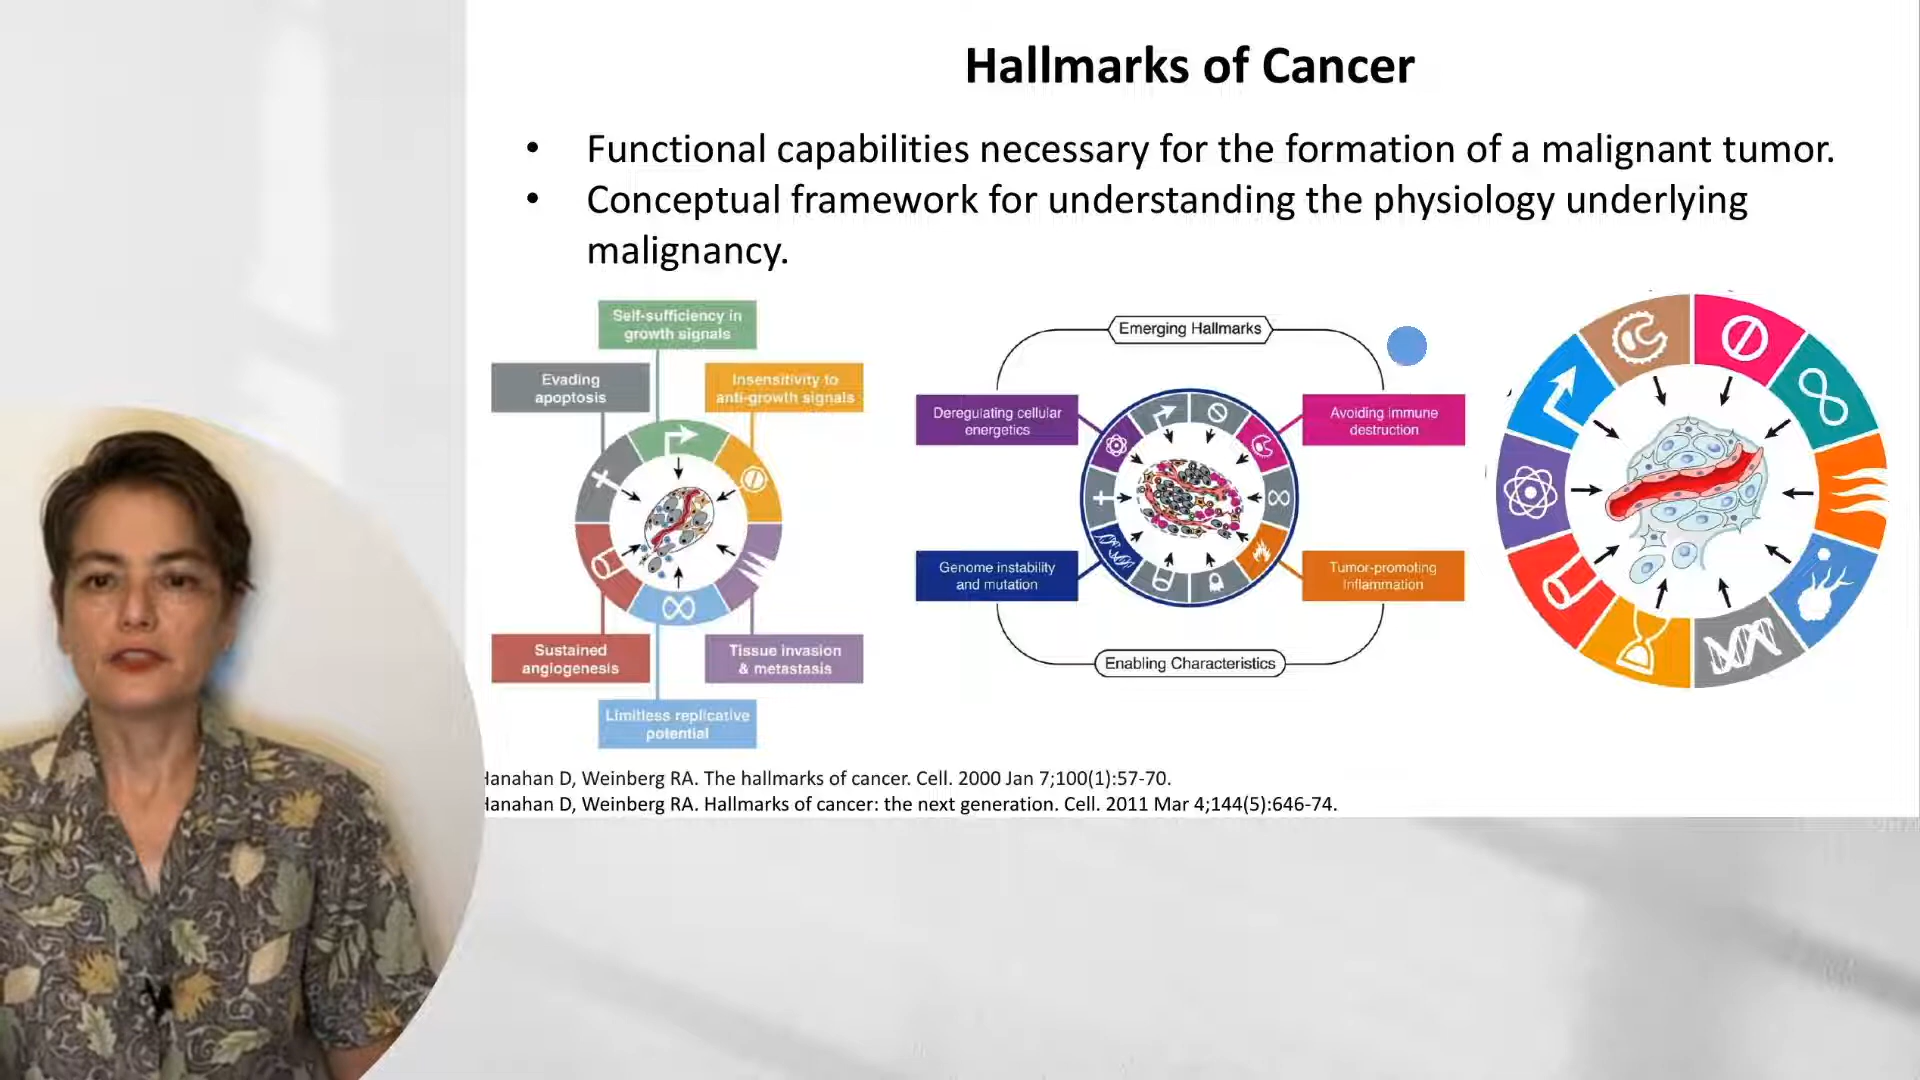 Hallmarks of Cancer
• Functional capabilities necessary for the formation of a malignant tumor.
• Conceptual framework for understanding the physiology underlying
malignancy.
Self-sufficiency in
growth signals
Evading
apoptosis
Insensitivity to
anti-growth signals
Sustained
angiogenesis
Tissue invasion
& metastasis
Limitless replicative
potential
Emerging Hallmarks
Deregulating cellular
energetics
Avoiding immune
destruction
Genome instability
and mutation
Tumor-promoting
Inflammation
Enabling Characteristics
Hanahan D, Weinberg RA. The hallmarks of cancer. Cell. 2000 Jan 7;100(1):57-70.
Hanahan D, Weinberg RA. Hallmarks of cancer: the next generation. Cell. 2011 Mar 4;144(5):646-74.